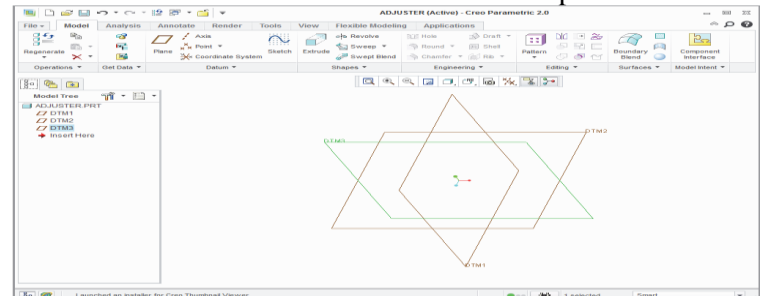 ADJUSTER (Active) - Creo Parametric 2.0
File Model Analysis Annotate Render Tools View Flexible Modeling Applications
Regenerate
Plane
Axis
Point
Coordinate System
Sketch
Extrude
Revolve
Sweep
Swept Blend
Hole
Round
Chamfer
Draft
Shell
Rib
Pattern
Boundary Blend
Component Interface
Operations Get Data Datum Shapes Engineering Editing Surfaces Model Intent
Model Tree
ADJUSTER.PRT
DTM1
DTM2
DTM3
Insert Here
DTM3
DTM2
DTM1
Launched an installer for Creo Thumbnail Viewer.
1 selected Smart